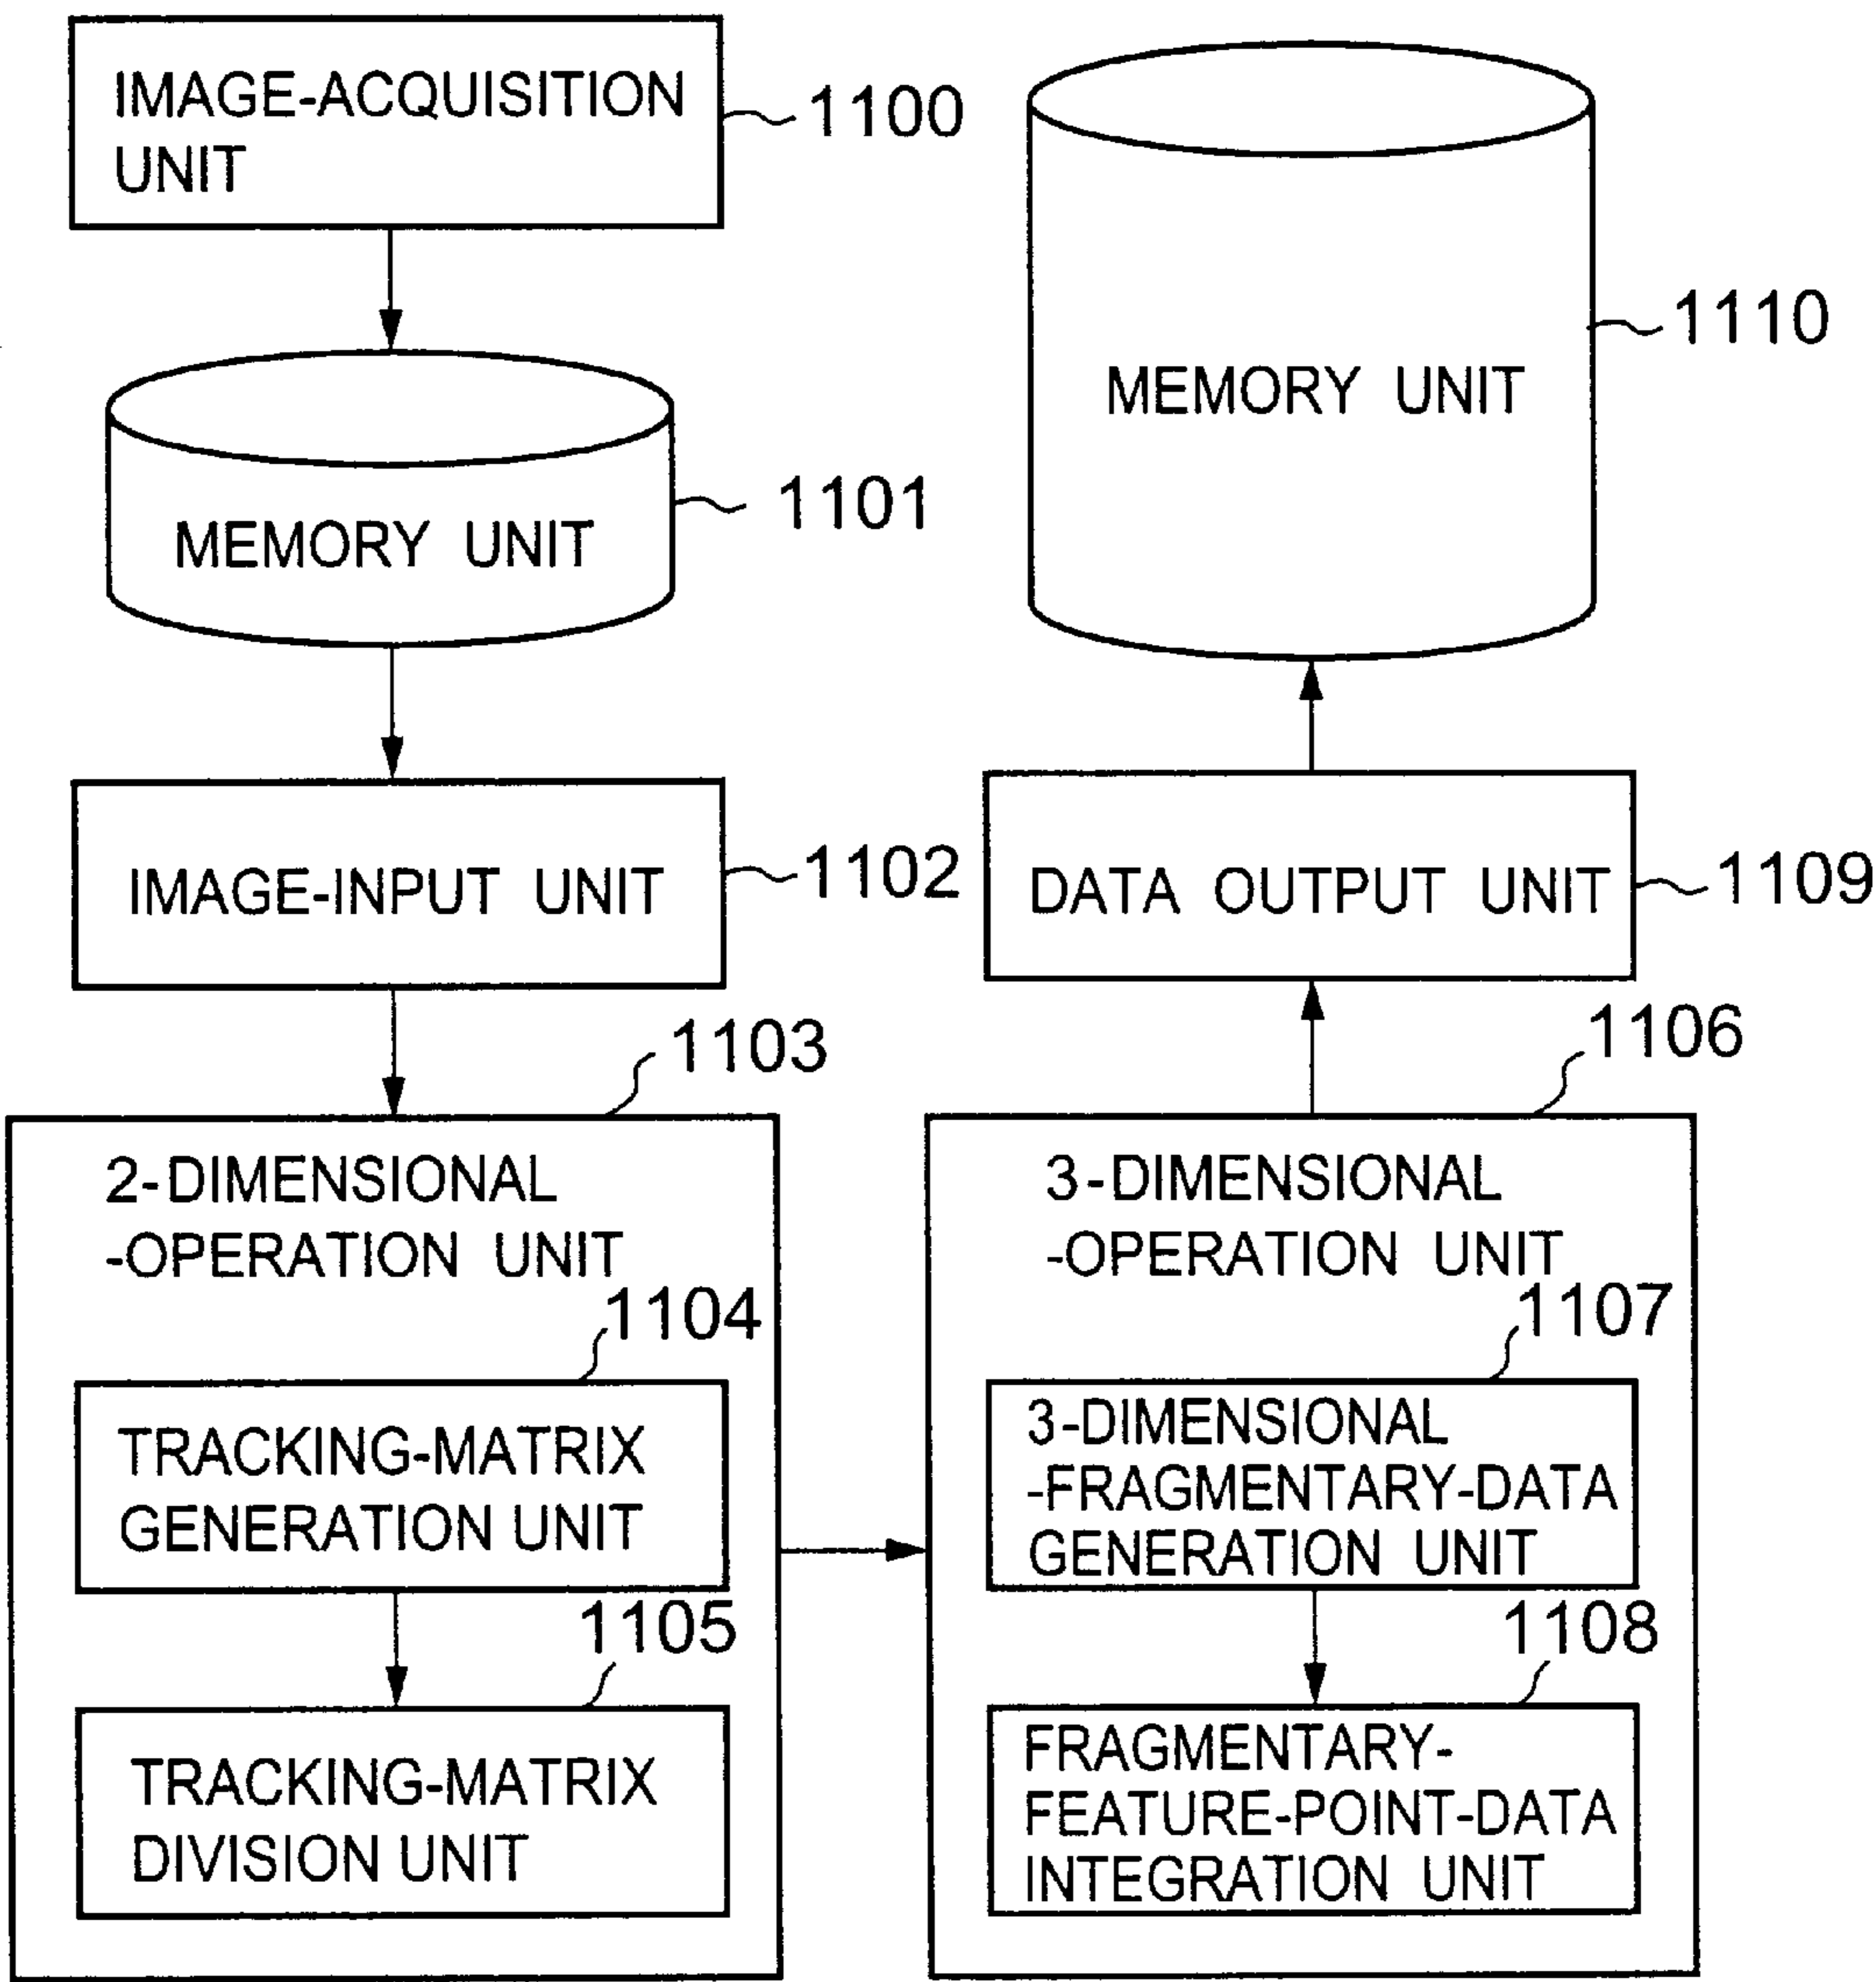 IMAGE-ACQUISITION
UNIT
1100
MEMORY UNIT
1101
IMAGE-INPUT UNIT
1102
1103
2-DIMENSIONAL
-OPERATION UNIT
1104
TRACKING-MATRIX
GENERATION UNIT
1105
TRACKING-MATRIX
DIVISION UNIT
1106
3-DIMENSIONAL
-OPERATION UNIT
1107
3-DIMENSIONAL
-FRAGMENTARY-DATA
GENERATION UNIT
1108
FRAGMENTARY-
FEATURE-POINT-DATA
INTEGRATION UNIT
DATA OUTPUT UNIT
1109
MEMORY UNIT
1110